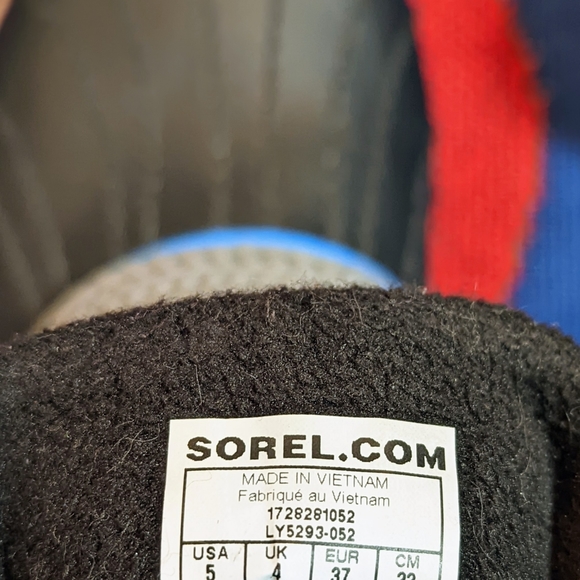 SOREL.COM
MADE IN VIETNAM
Fabriqué au Vietnam
1728281052
LY5293-052
USA UK EUR CM
5 4 37